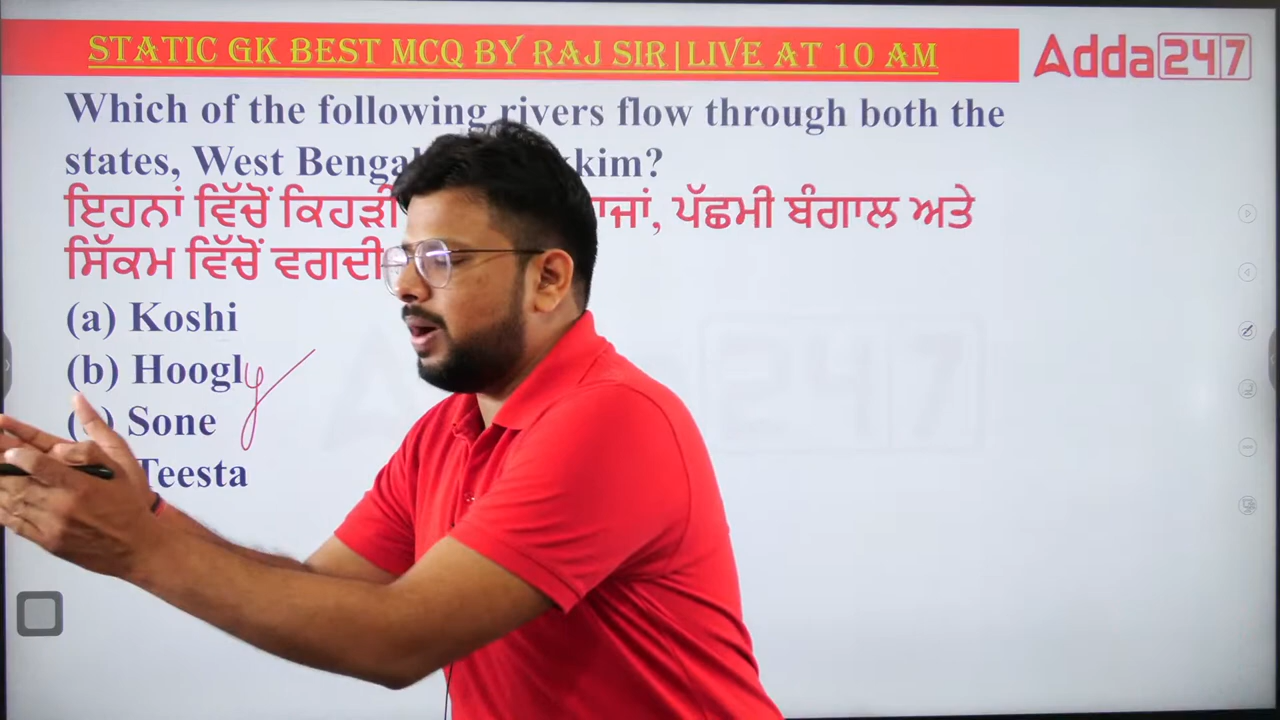 STATIC GK BEST MCQ BY RAJ SIR|LIVE AT 10 AM
Adda247
Which of the following rivers flow through both the
states, West Bengal
ਇਹਨਾਂ ਵਿੱਚੋਂ ਕਿਹੜੀ ਪੱਛਮੀ ਬੰਗਾਲ ਅਤੇ
ਸਿੱਕਮ ਵਿੱਚੋਂ ਵਗਦੀ
(a) Koshi
(b) Hoogly
Sone
Teesta